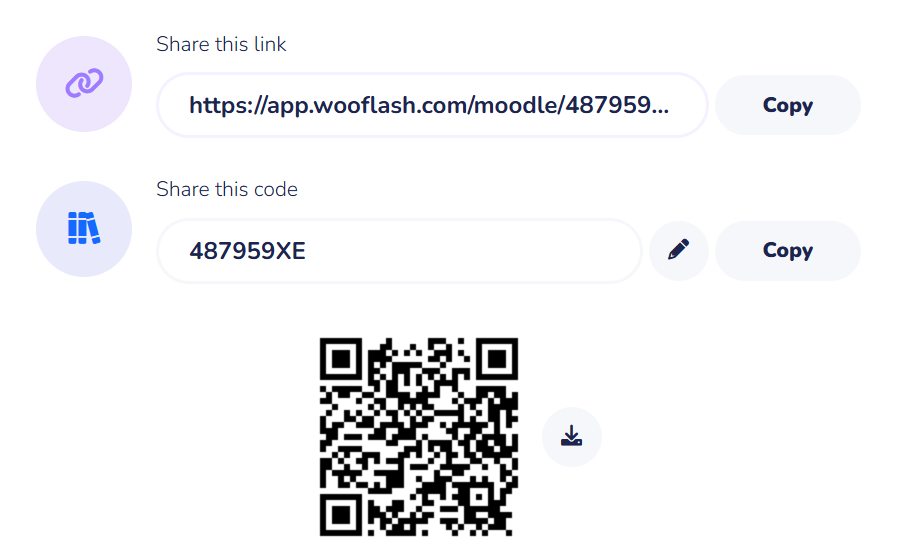 Share this link
https://app.wooflash.com/moodle/487959...
Copy
Share this code
487959XE
Copy